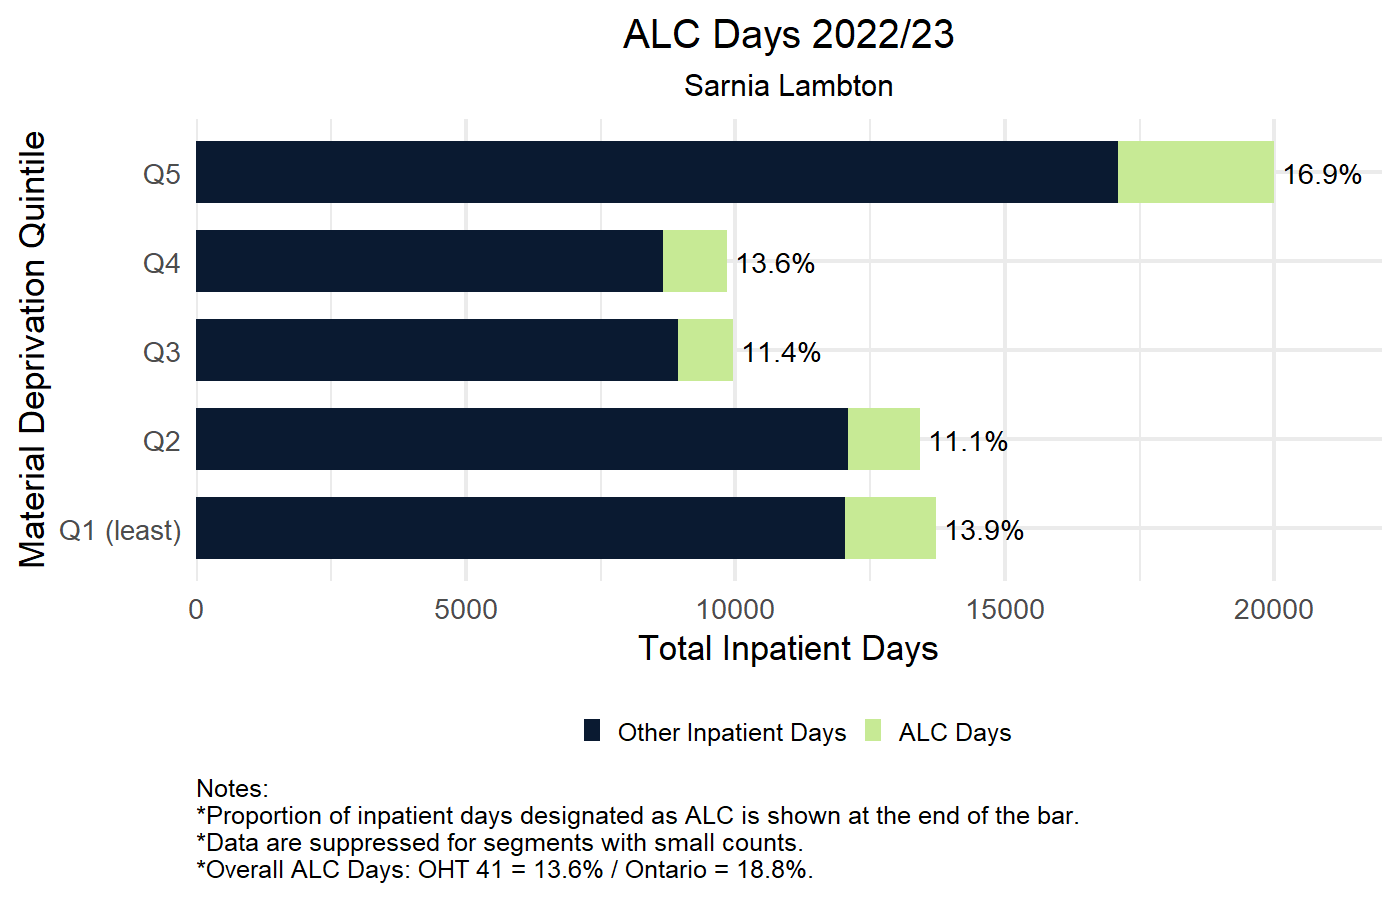 ALC Days 2022/23
Sarnia Lambton
Material Deprivation Quintile
Q5
16.9%
Q4
13.6%
Q3
11.4%
Q2
11.1%
Q1 (least)
13.9%
0 5000 10000 15000 20000
Total Inpatient Days
Other Inpatient Days ALC Days
Notes:
*Proportion of inpatient days designated as ALC is shown at the end of the bar.
*Data are suppressed for segments with small counts.
*Overall ALC Days: OHT 41 = 13.6% / Ontario = 18.8%.